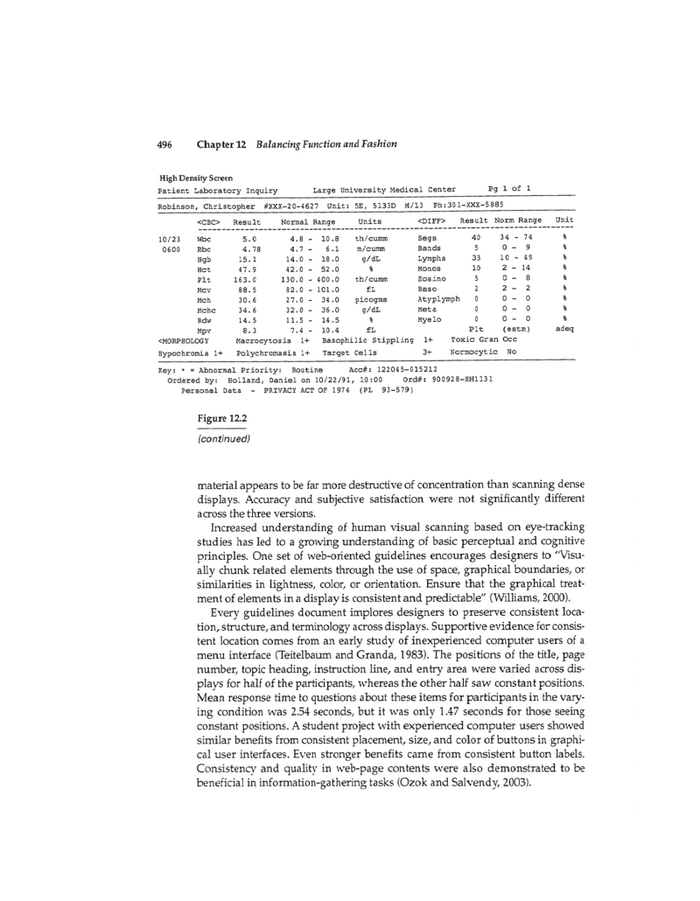 496 Chapter 12 Balancing Function and Fashion
High Density Screen
Patient Laboratory Inquiry Large University Medical Center Pg 1 of 1
Robinson, Christopher #XXX-20-4627 Unit: 5E, 5133D M/13 Ph:301-XXX-5885
<CBC> Result Normal Range Units <DIFF> Result Norm Range Unit
10/23 Wbc 5.0 4.8 - 10.8 th/cumm Segs 40 34 - 74 %
0600 Rbc 4.78 4.7 - 6.1 m/cumm Bands 5 0 - 9 %
Hgb 15.1 14.0 - 18.0 g/dL Lymphs 33 10 - 49 %
Hct 47.9 42.0 - 52.0 % Monos 10 2 - 14 %
Plt 163.0 130.0 - 400.0 th/cumm Eosino 5 0 - 8 %
Mcv 88.5 82.0 - 101.0 fL Baso 2 2 - 2 %
Mch 30.6 27.0 - 34.0 picogms Atyplymph 0 0 - 0 %
Mchc 34.6 32.0 - 36.0 g/dL Meta 0 0 - 0 %
Rdw 14.5 11.5 - 14.5 % Myelo 0 0 - 0 %
Mpv 8.3 7.4 - 10.4 fL Plt (estm) adeq
<MORPHOLOGY Macrocytosis 1+ Basophilic Stippling 1+ Toxic Gran Occ
Hypochromia 1+ Polychromasia 1+ Target Cells 3+ Normocytic No
Key: * = Abnormal Priority: Routine Acc#: 122045-015212
Ordered by: Holland, Daniel on 10/22/91, 10:00 Ord#: 900928-HH1131
Personal Data - PRIVACY ACT OF 1974 (PL 93-579)
Figure 12.2
(continued)
material appears to be far more destructive of concentration than scanning dense
displays. Accuracy and subjective satisfaction were not significantly different
across the three versions.
Increased understanding of human visual scanning based on eye-tracking
studies has led to a growing understanding of basic perceptual and cognitive
principles. One set of web-oriented guidelines encourages designers to "Visu-
ally chunk related elements through the use of space, graphical boundaries, or
similarities in lightness, color, or orientation. Ensure that the graphical treat-
ment of elements in a display is consistent and predictable" (Williams, 2000).
Every guidelines document implores designers to preserve consistent loca-
tion, structure, and terminology across displays. Supportive evidence for consis-
tent location comes from an early study of inexperienced computer users of a
menu interface (Teitelbaum and Granda, 1983). The positions of the title, page
number, topic heading, instruction line, and entry area were varied across dis-
plays for half of the participants, whereas the other half saw constant positions.
Mean response time to questions about these items for participants in the vary-
ing condition was 2.54 seconds, but it was only 1.47 seconds for those seeing
constant positions. A student project with experienced computer users showed
similar benefits from consistent placement, size, and color of buttons in graphi-
cal user interfaces. Even stronger benefits came from consistent button labels.
Consistency and quality in web-page contents were also demonstrated to be
beneficial in information-gathering tasks (Ozok and Salvendy, 2003).